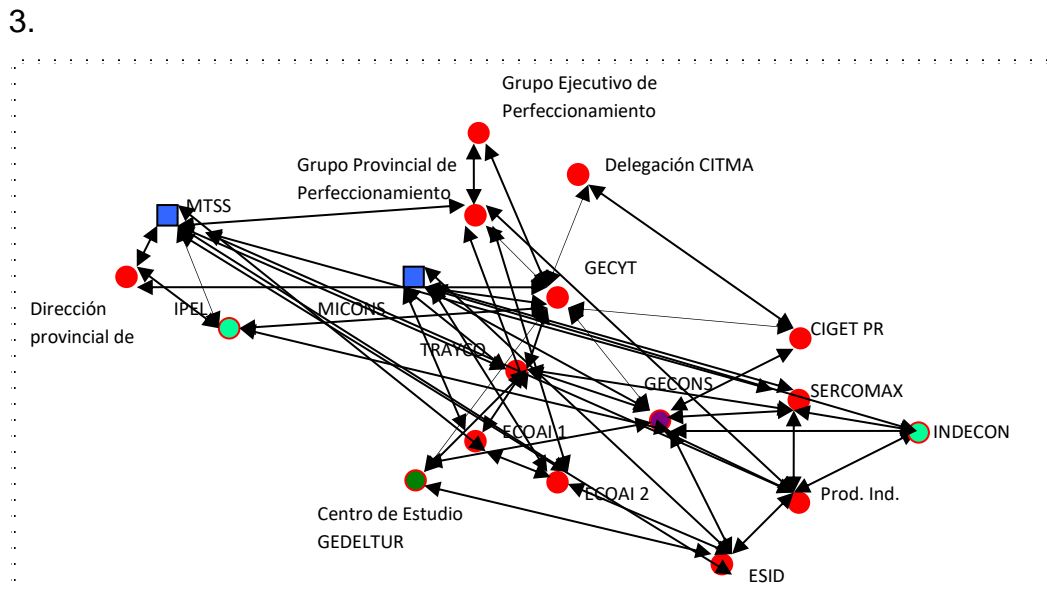 3.
Grupo Ejecutivo de
Perfeccionamiento
Grupo Provincial de
Perfeccionamiento
Delegación CITMA
MTSS
GECYT
Dirección
provincial de
IPEL
MICONS
CIGET PR
TRAYCO
GECONS
SERCOMAX
ECOAI 1
INDECON
ECOAI 2
Prod. Ind.
Centro de Estudio
GEDELTUR
ESID